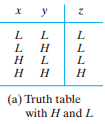 x y z
L L L
L H L
H L L
H H H
(a) Truth table
with H and L